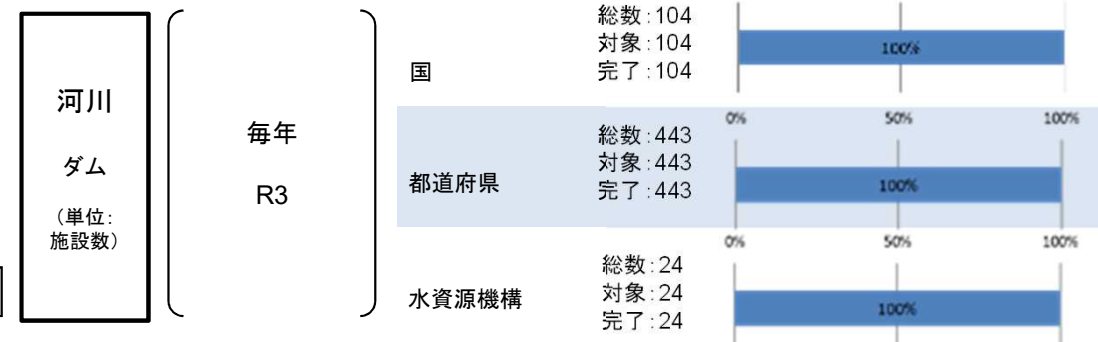 河川
ダム
（単位：
施設数）
毎年
R3
国
総数：104
対象：104
完了：104
100%
0%
50%
100%
都道府県
総数：443
対象：443
完了：443
100%
0%
50%
100%
水資源機構
総数：24
対象：24
完了：24
100%